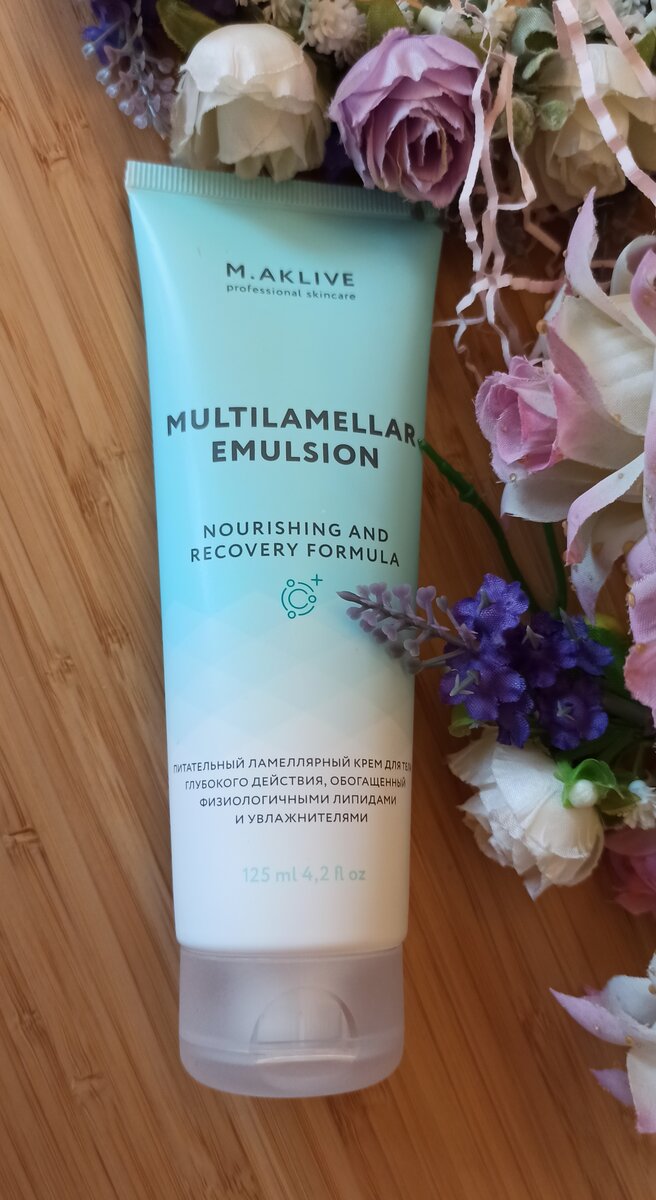 M.AKLIVE
professional skincare
MULTILAMELLAR
EMULSION
NOURISHING AND
RECOVERY FORMULA
ПИТАТЕЛЬНЫЙ ЛАМЕЛЛЯРНЫЙ КРЕМ ДЛЯ ТЕЛА
ГЛУБОКОГО ДЕЙСТВИЯ, ОБОГАЩЕННЫЙ
ФИЗИОЛОГИЧНЫМИ ЛИПИДАМИ
И УВЛАЖНИТЕЛЯМИ
125 ml 4,2 fl oz